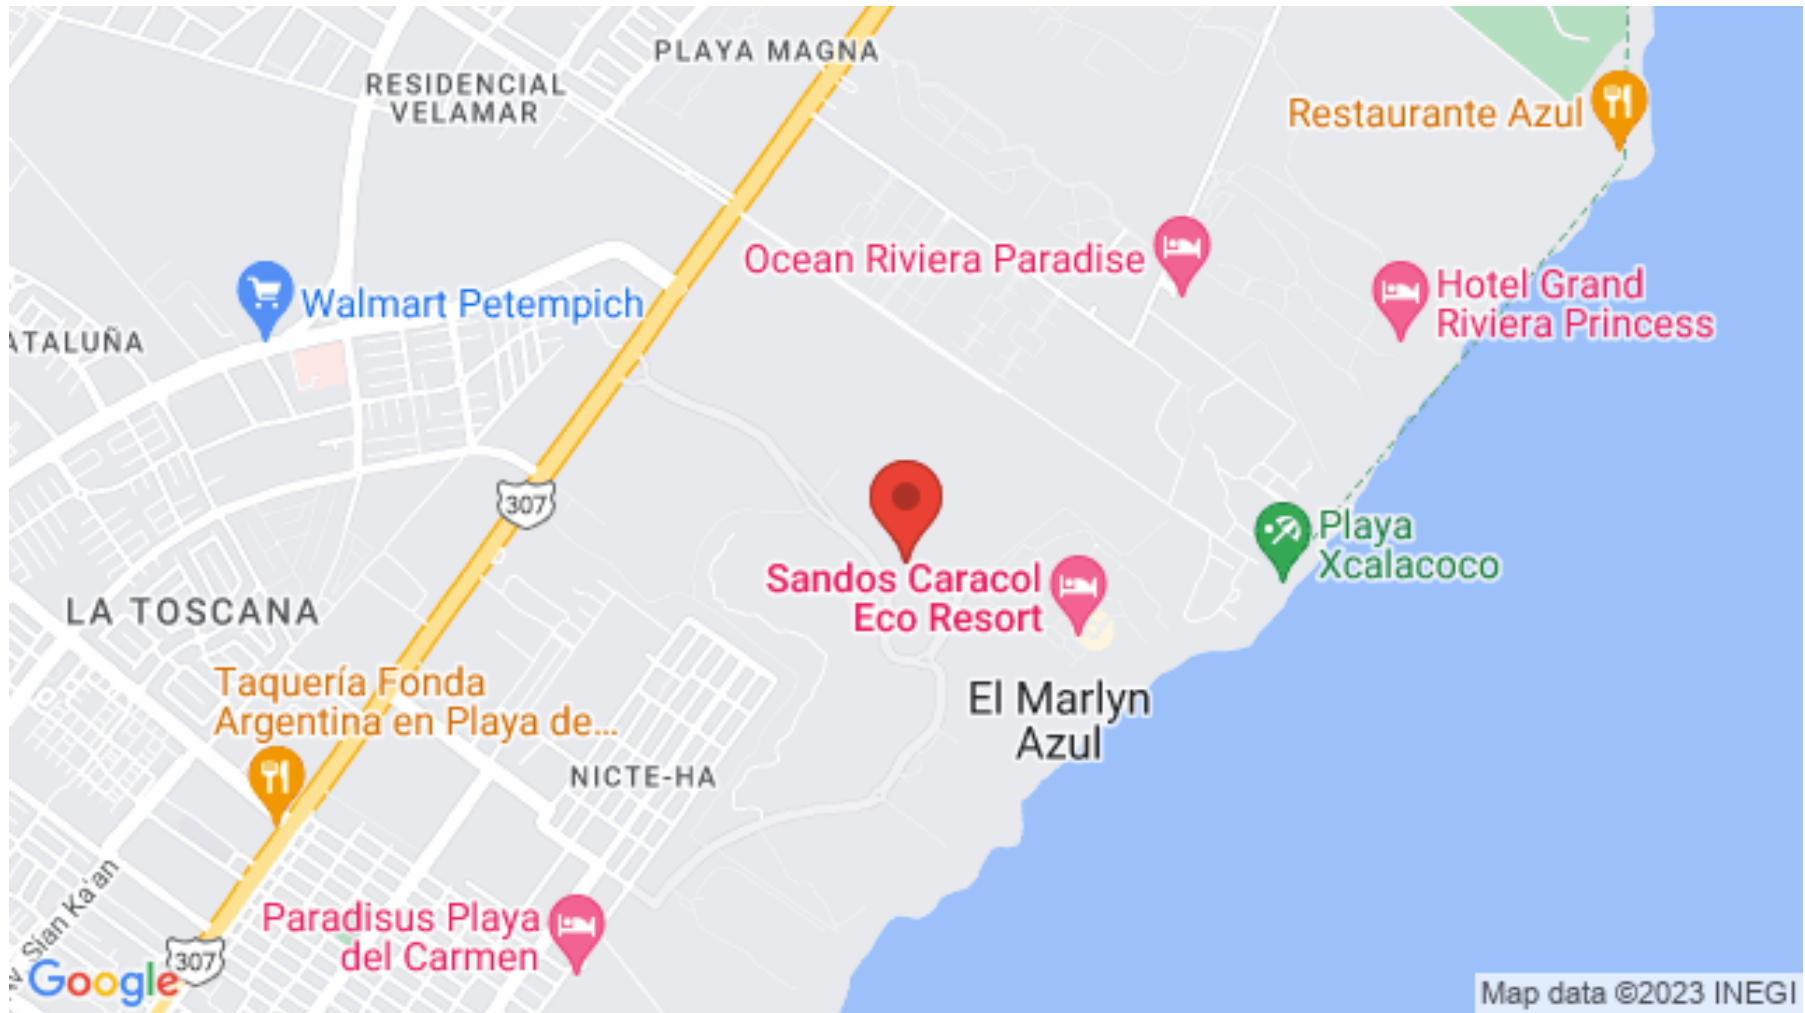 PLAYA MAGNA
RESIDENCIAL
VELAMAR
Restaurante Azul
Ocean Riviera Paradise
Hotel Grand
Riviera Princess
Walmart Petempich
ATALUÑA
307
Playa
Xcalacoco
Sandos Caracol
Eco Resort
LA TOSCANA
Taquería Fonda
Argentina en Playa de...
El Marlyn
Azul
NICTE-HA
Sian Ka'an
Paradisus Playa
del Carmen
307
Google
Map data ©2023 INEGI